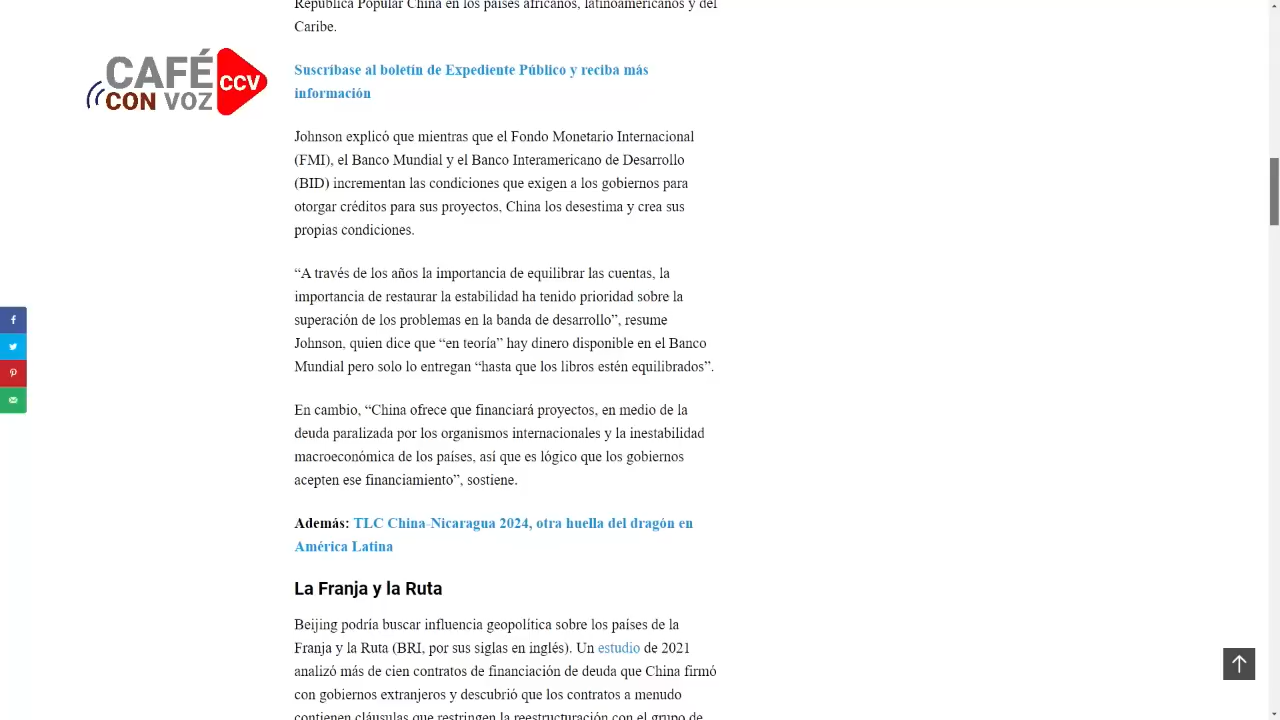 República Popular China en los países africanos, latinoamericanos y del
Caribe.
CAFÉ
CON VOZ
CCV
Suscríbase al boletín de Expediente Público y reciba más
información
Johnson explicó que mientras que el Fondo Monetario Internacional
(FMI), el Banco Mundial y el Banco Interamericano de Desarrollo
(BID) incrementan las condiciones que exigen a los gobiernos para
otorgar créditos para sus proyectos, China los desestima y crea sus
propias condiciones.
“A través de los años la importancia de equilibrar las cuentas, la
importancia de restaurar la estabilidad ha tenido prioridad sobre la
superación de los problemas en la banda de desarrollo”, resume
Johnson, quien dice que “en teoría” hay dinero disponible en el Banco
Mundial pero solo lo entregan “hasta que los libros estén equilibrados”.
En cambio, “China ofrece que financiará proyectos, en medio de la
deuda paralizada por los organismos internacionales y la inestabilidad
macroeconómica de los países, así que es lógico que los gobiernos
acepten ese financiamiento”, sostiene.
Además: TLC China-Nicaragua 2024, otra huella del dragón en
América Latina
La Franja y la Ruta
Beijing podría buscar influencia geopolítica sobre los países de la
Franja y la Ruta (BRI, por sus siglas en inglés). Un estudio de 2021
analizó más de cien contratos de financiación de deuda que China firmó
con gobiernos extranjeros y descubrió que los contratos a menudo
contienen cláusulas que restringen la reestructuración con el grupo de